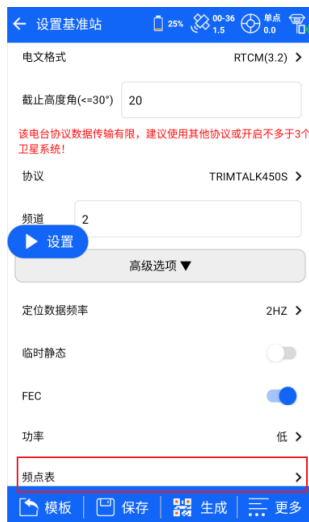 设置基准站 25% 00-36 1.5 单点 0.0
电文格式 RTCM(3.2)
截止高度角(<=30°) 20
该电台协议数据传输有限，建议使用其他协议或开启不多于3个
卫星系统！
协议 TRIMTALK450S
频道 2
设置
高级选项▼
定位数据频率 2HZ
临时静态
FEC
功率 低
频点表
模板 保存 生成 更多